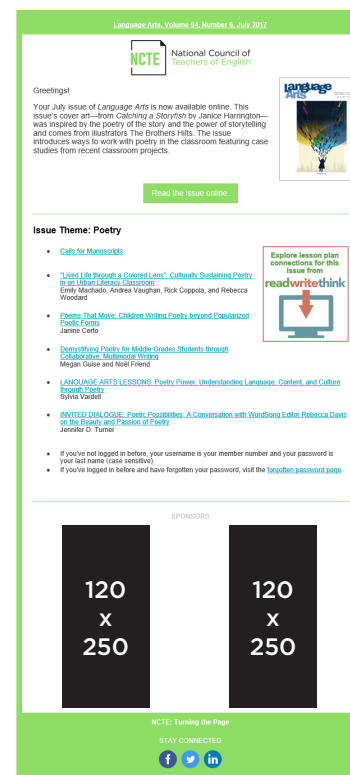 Language Arts, Volume 94, Number 6, July 2017
NCTE
National Council of
Teachers of English®
Greetings!
Your July issue of Language Arts is now available online. This
issue's cover art—from Catching a Storyfish by Janice Harrington—
was inspired by the poetry of the story and the power of storytelling
and comes from illustrators The Brothers Hilts. The issue
introduces ways to work with poetry in the classroom featuring case
studies from recent classroom projects.
language
Arts
Read the issue online.
Issue Theme: Poetry
• Calls for Manuscripts
• "Lived Life through a Colored Lens": Culturally Sustaining Poetry
in an Urban Literacy Classroom
Emily Machado, Andrea Vaughan, Rick Coppola, and Rebecca
Woodard
• Poems That Move: Children Writing Poetry beyond Popularized
Poetic Forms
Janine Certo
• Demystifying Poetry for Middle Grades Students through
Collaborative, Multimodal Writing
Megan Guise and Noël Friend
Explore lesson plan
connections for this
issue from
readwritethink
• LANGUAGE ARTS LESSONS: Poetry Power: Understanding Language, Content, and Culture
through Poetry
Sylvia Vardell
• INVITED DIALOGUE: Poetic Possibilities: A Conversation with WordSong Editor Rebecca Davis
on the Beauty and Passion of Poetry
Jennifer D. Turner
• If you've not logged in before, your username is your member number and your password is
your last name (case sensitive).
• If you've logged in before and have forgotten your password, visit the forgotten password page.
SPONSORS
120
x
250
120
x
250
NCTE: Turning the Page
STAY CONNECTED